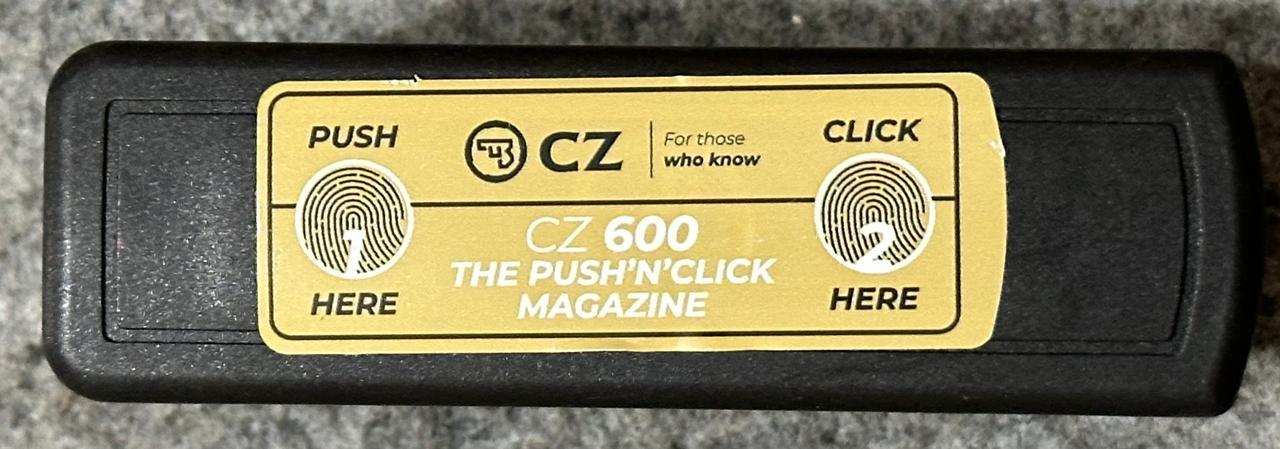 PUSH
1
HERE
CZ
For those
who know
CZ 600
THE PUSH'N'CLICK
MAGAZINE
CLICK
2
HERE